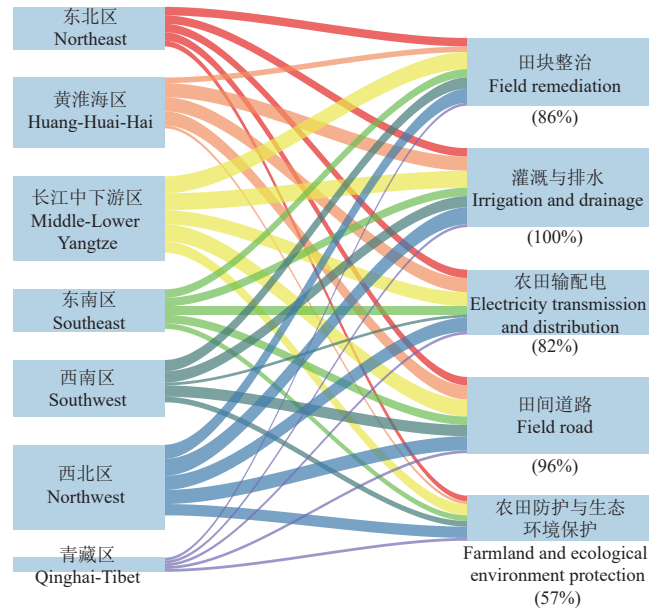 东北区
Northeast
黄淮海区
Huang-Huai-Hai
长江中下游区
Middle-Lower
Yangtze
东南区
Southeast
西南区
Southwest
西北区
Northwest
青藏区
Qinghai-Tibet
田块整治
Field remediation
(86%)
灌溉与排水
Irrigation and drainage
(100%)
农田输配电
Electricity transmission
and distribution
(82%)
田间道路
Field road
(96%)
农田防护与生态
环境保护
Farmland and ecological
environment protection
(57%)